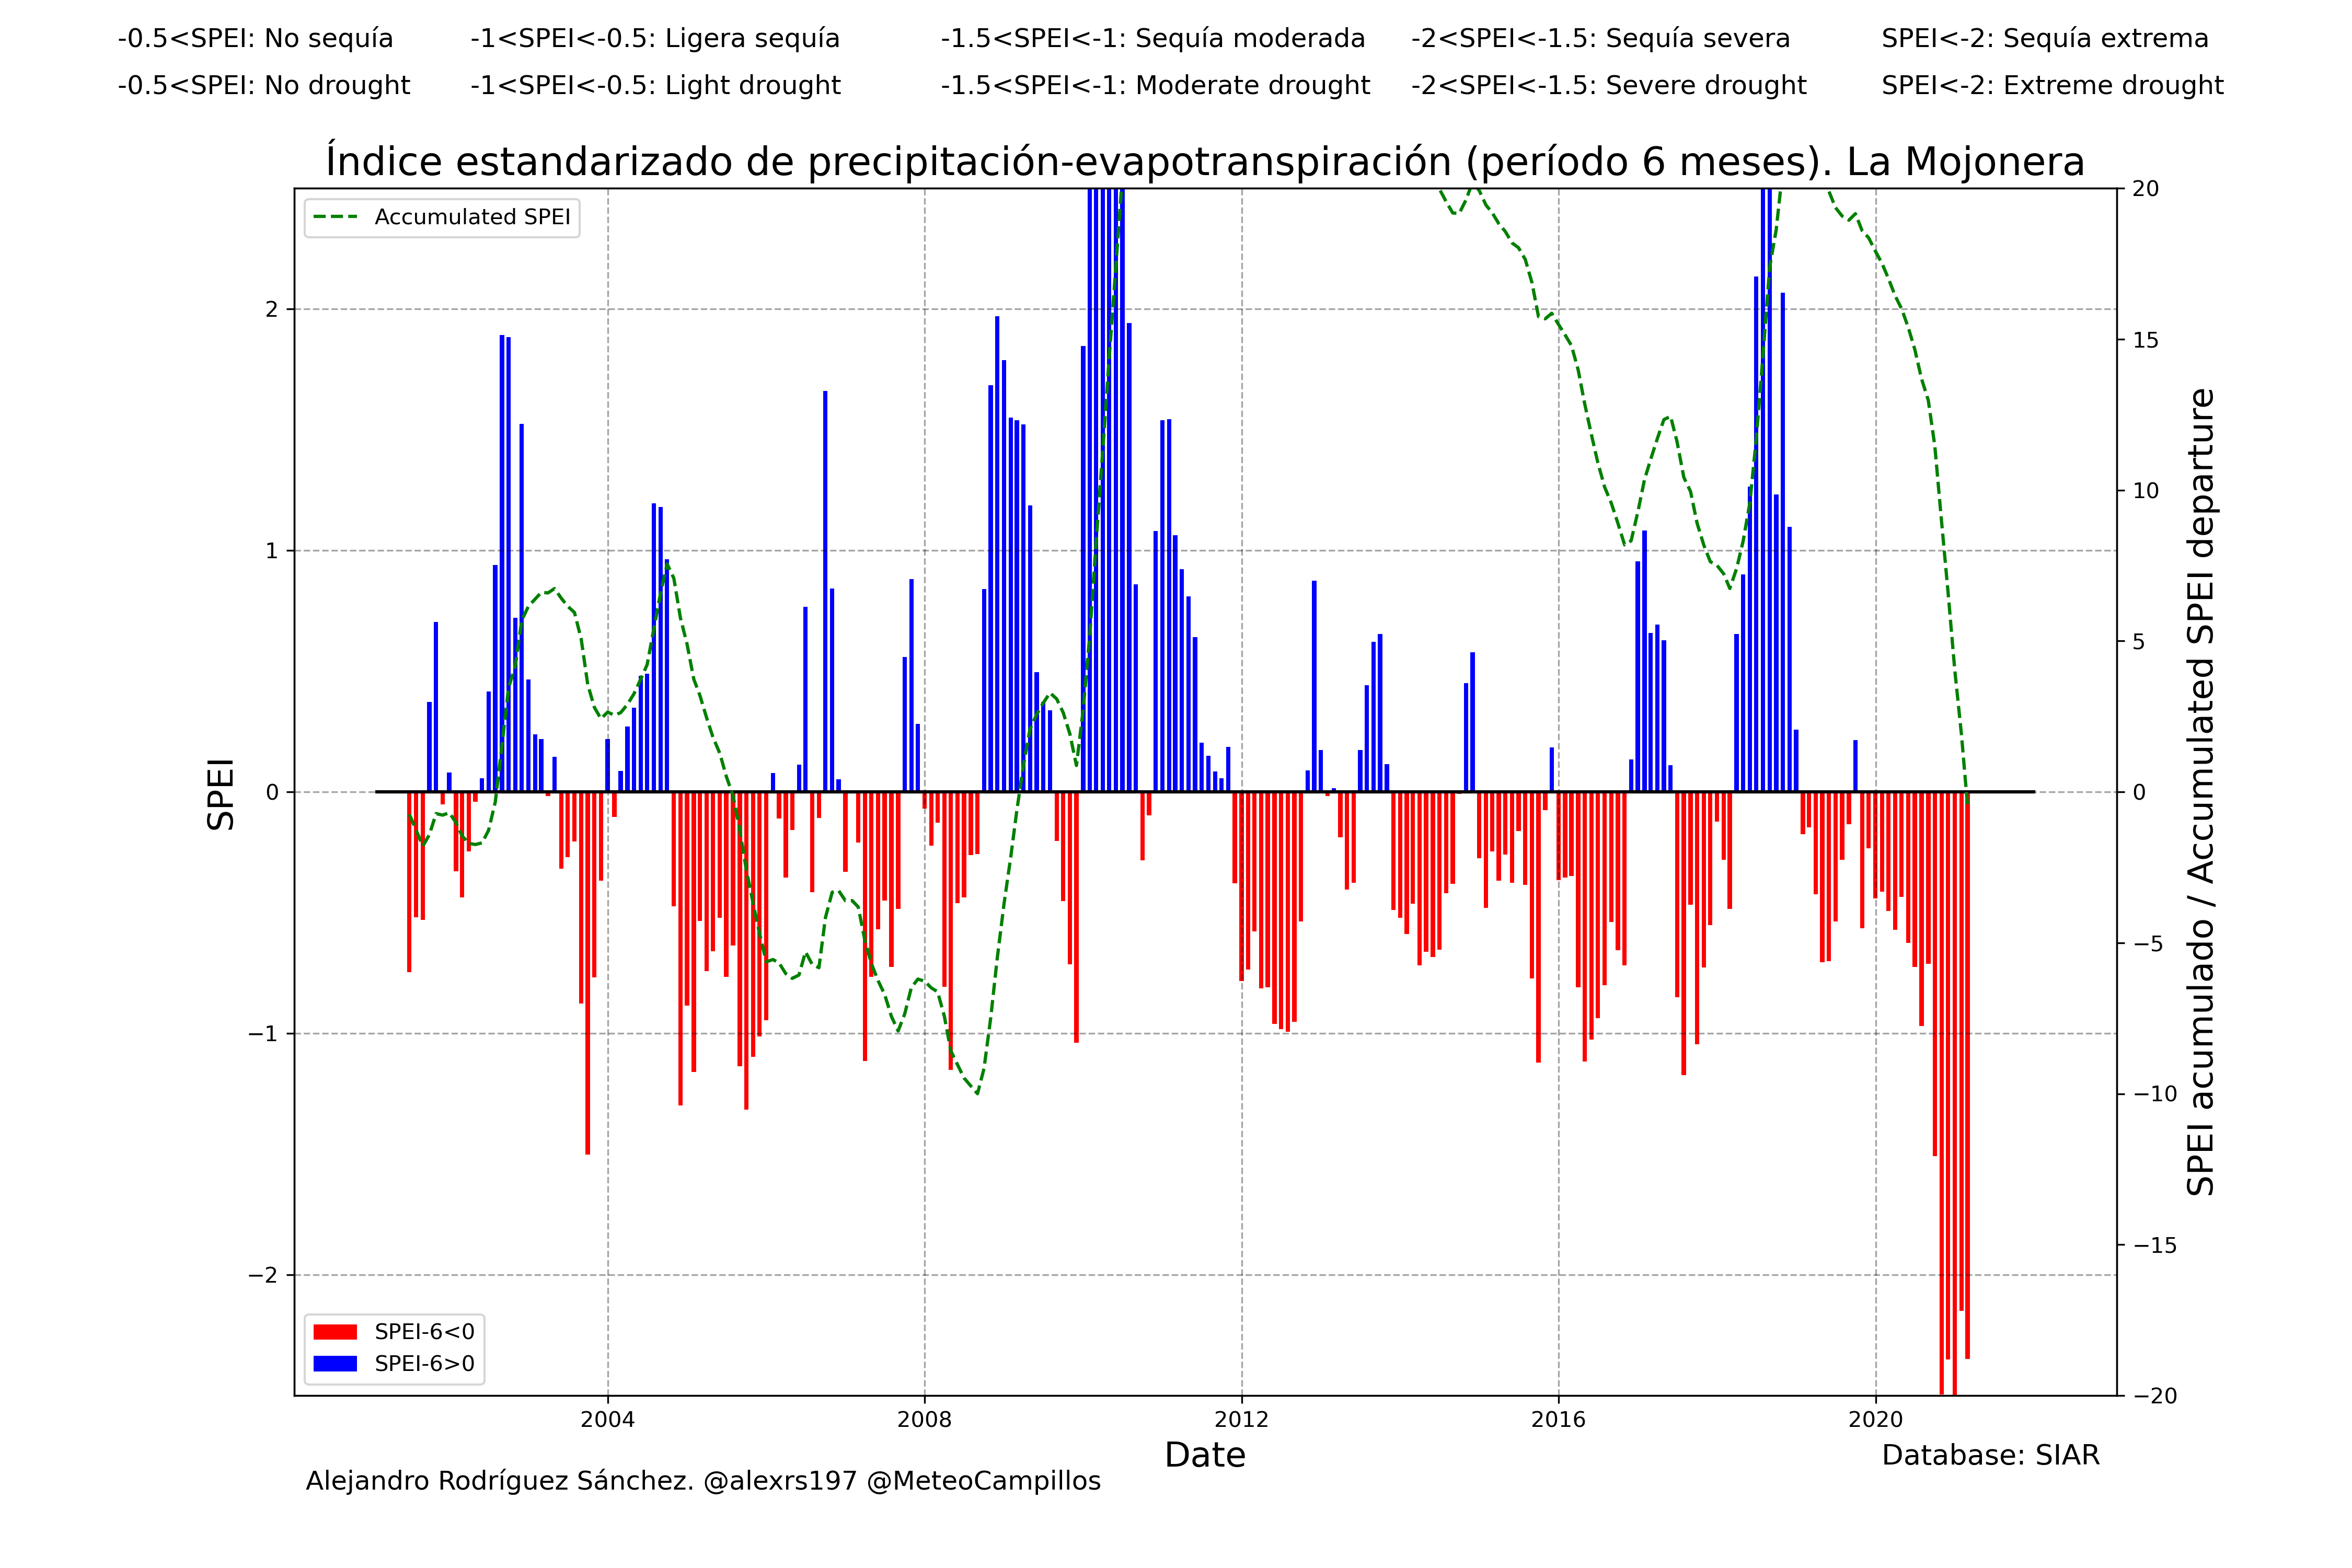 -0.5<SPEI: No sequía -1<SPEI<-0.5: Ligera sequía -1.5<SPEI<-1: Sequía moderada -2<SPEI<-1.5: Sequía severa SPEI<-2: Sequía extrema
-0.5<SPEI: No drought -1<SPEI<-0.5: Light drought -1.5<SPEI<-1: Moderate drought -2<SPEI<-1.5: Severe drought SPEI<-2: Extreme drought
Índice estandarizado de precipitación-evapotranspiración (período 6 meses). La Mojonera
Accumulated SPEI
SPEI
2
1
0
−1
−2
20
15
10
5
0
−5
−10
−15
−20
SPEI acumulado / Accumulated SPEI departure
SPEI-6<0
SPEI-6>0
2004 2008 2012 2016 2020
Date
Database: SIAR
Alejandro Rodríguez Sánchez. @alexrs197 @MeteoCampillos